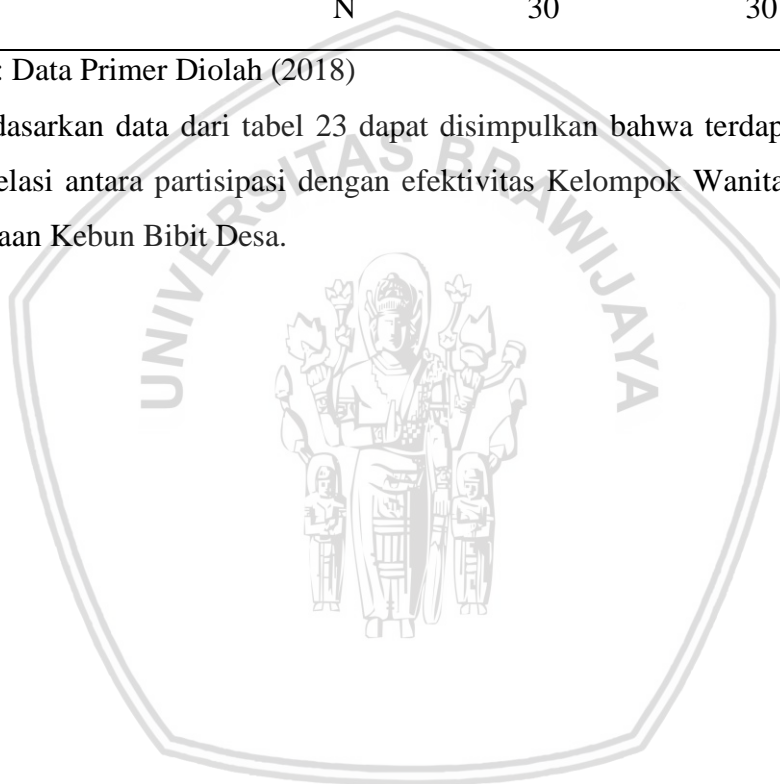 N 30 30
: Data Primer Diolah (2018)
dasarkan data dari tabel 23 dapat disimpulkan bahwa terdap
elasi antara partisipasi dengan efektivitas Kelompok Wanita
aan Kebun Bibit Desa.
UNIVERSITAS BRAWIJAYA